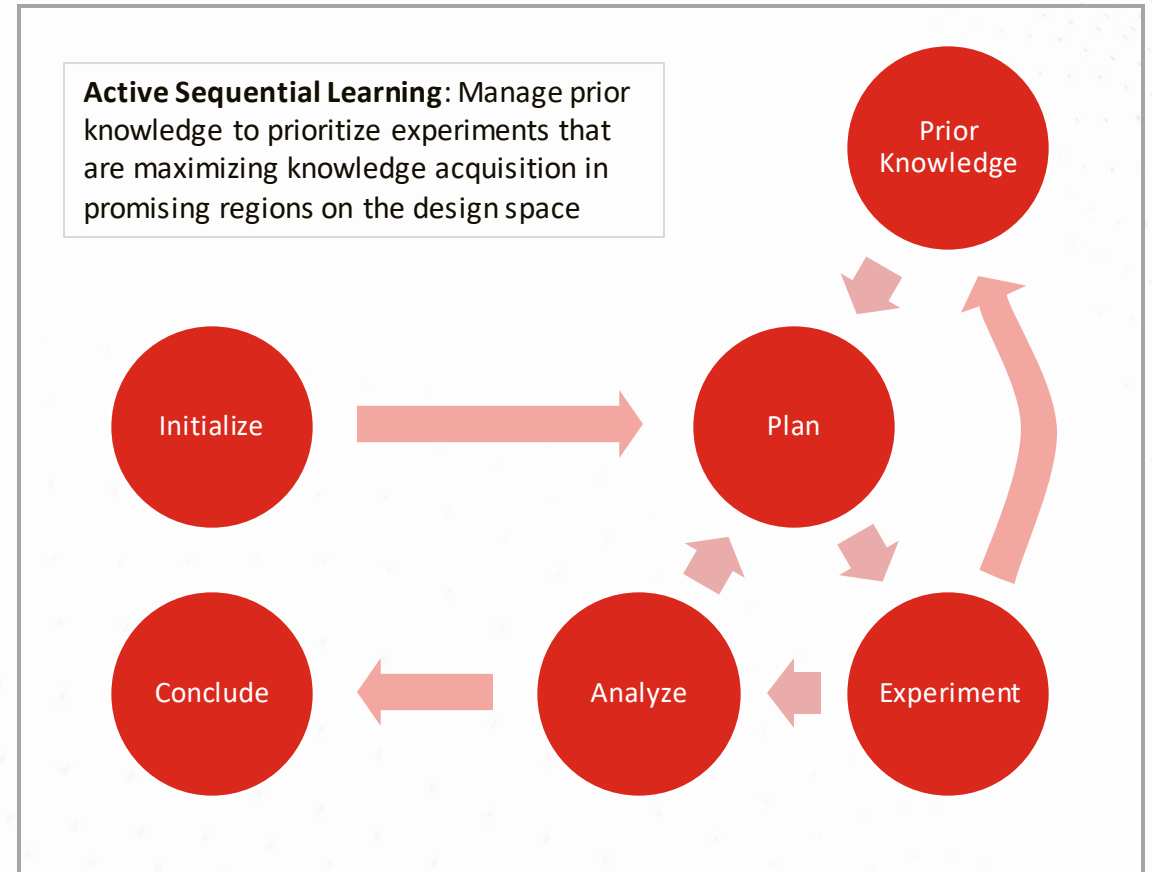 Active Sequential Learning: Manage prior
knowledge to prioritize experiments that
are maximizing knowledge acquisition in
promising regions on the design space
Prior
Knowledge
Initialize
Plan
Conclude
Analyze
Experiment